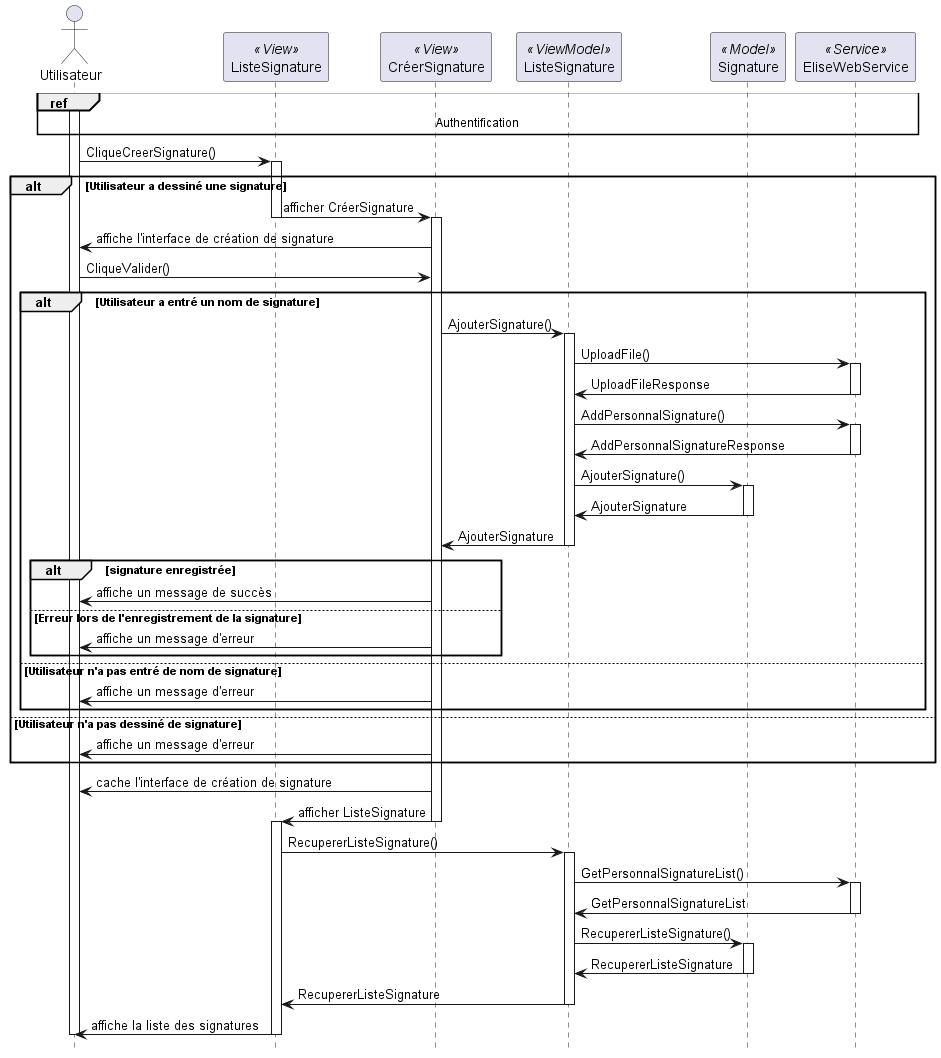 Utilisateur
« View»
ListeSignature
« View»
CréerSignature
« ViewModel»
ListeSignature
« Model»
Signature
« Service»
EliseWebService
ref
Authentification
CliqueCreerSignature()
alt [Utilisateur a dessiné une signature]
afficher CréerSignature
affiche l'interface de création de signature
CliqueValider()
alt [Utilisateur a entré un nom de signature]
AjouterSignature()
UploadFile()
UploadFileResponse
AddPersonnalSignature()
AddPersonnalSignatureResponse
AjouterSignature()
AjouterSignature
AjouterSignature
alt [signature enregistrée]
affiche un message de succès
[Erreur lors de l'enregistrement de la signature]
affiche un message d'erreur
[Utilisateur n'a pas entré de nom de signature]
affiche un message d'erreur
[Utilisateur n'a pas dessiné de signature]
affiche un message d'erreur
cache l'interface de création de signature
afficher ListeSignature
RecupererListeSignature()
GetPersonnalSignatureList()
GetPersonnalSignatureList
RecupererListeSignature()
RecupererListeSignature
RecupererListeSignature
affiche la liste des signatures